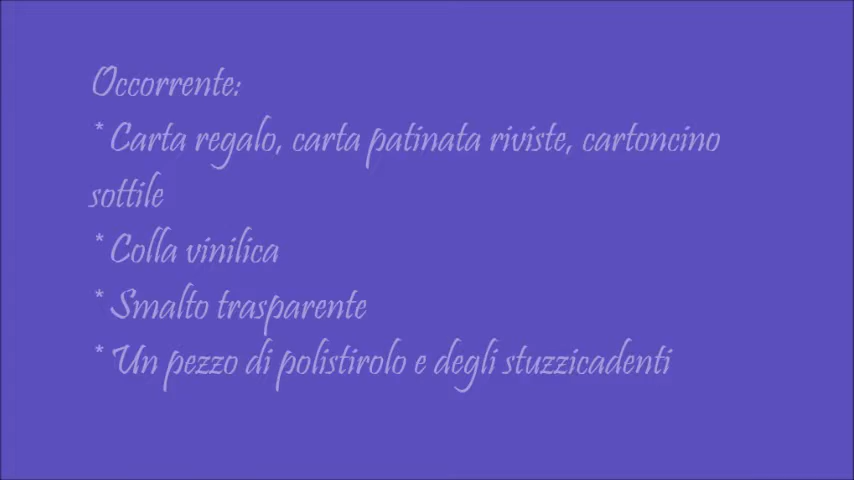 Occorrente:
* Carta regalo, carta patinata riviste, cartoncino
sottile
* Colla vinilica
* Smalto trasparente
* Un pezzo di polistirolo e degli stuzzicadenti